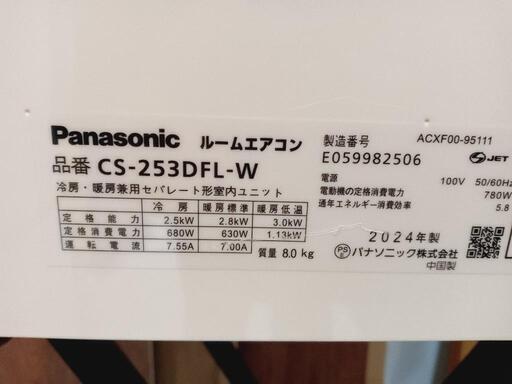 Panasonic ルームエアコン
品番 CS-253DFL-W
冷房・暖房兼用セパレート形室内ユニット
冷房 暖房標準 暖房低温
定格能力 2.5kW 2.8kW 3.0kW
定格消費電力 680W 630W 1.13kW
運転電流 7.55A 7.00A
質量 8.0kg
製造番号 ACXF00-95111
E059982506
JET
電源 100V 50/60Hz
電動機の定格消費電力 780W
通年エネルギー消費効率 5.8
2024年製
PS E パナソニック株式会社
中国製